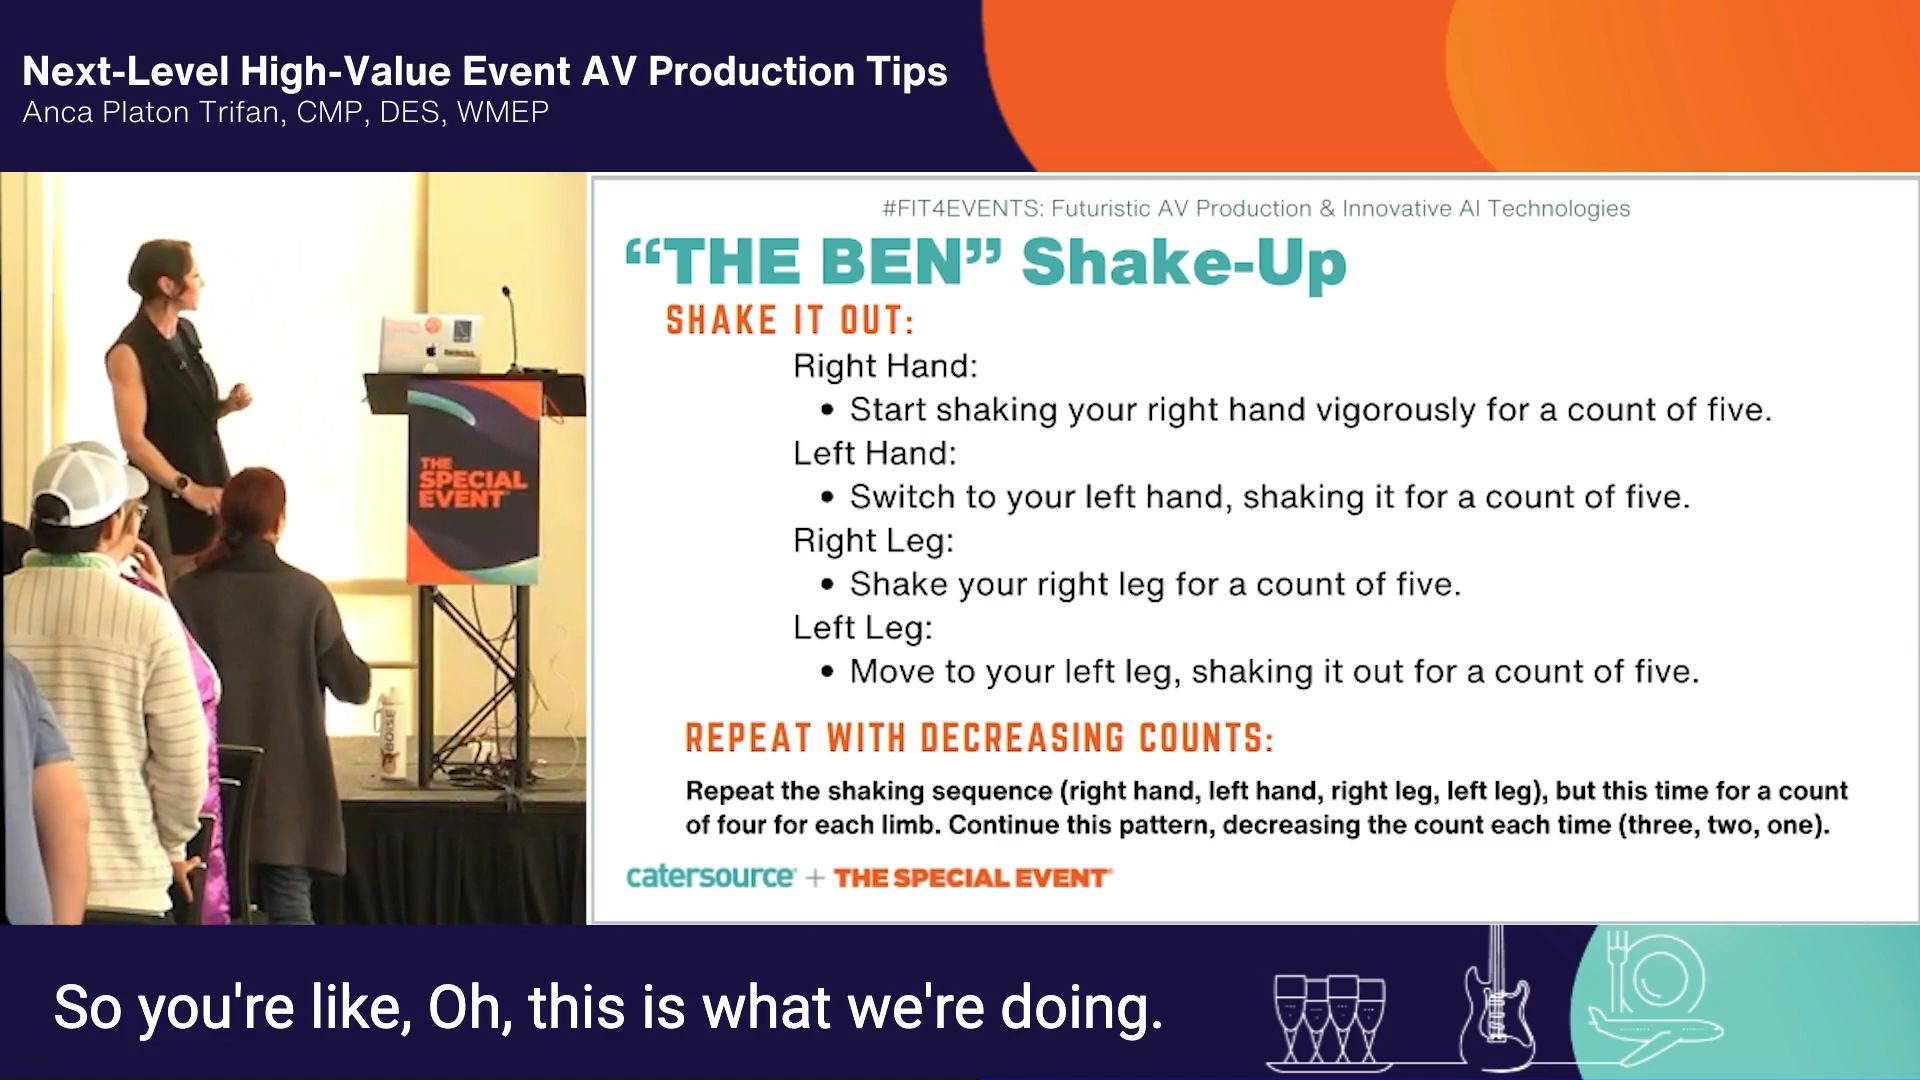 Next-Level High-Value Event AV Production Tips
Anca Platon Trifan, CMP, DES, WMEP
#FIT4EVENTS: Futuristic AV Production & Innovative AI Technologies
“THE BEN” Shake-Up
SHAKE IT OUT:
Right Hand:
• Start shaking your right hand vigorously for a count of five.
Left Hand:
• Switch to your left hand, shaking it for a count of five.
Right Leg:
• Shake your right leg for a count of five.
Left Leg:
• Move to your left leg, shaking it out for a count of five.
REPEAT WITH DECREASING COUNTS:
Repeat the shaking sequence (right hand, left hand, right leg, left leg), but this time for a count
of four for each limb. Continue this pattern, decreasing the count each time (three, two, one).
catersource + THE SPECIAL EVENT
THE
SPECIAL
EVENT
BOISE
So you're like, Oh, this is what we're doing.